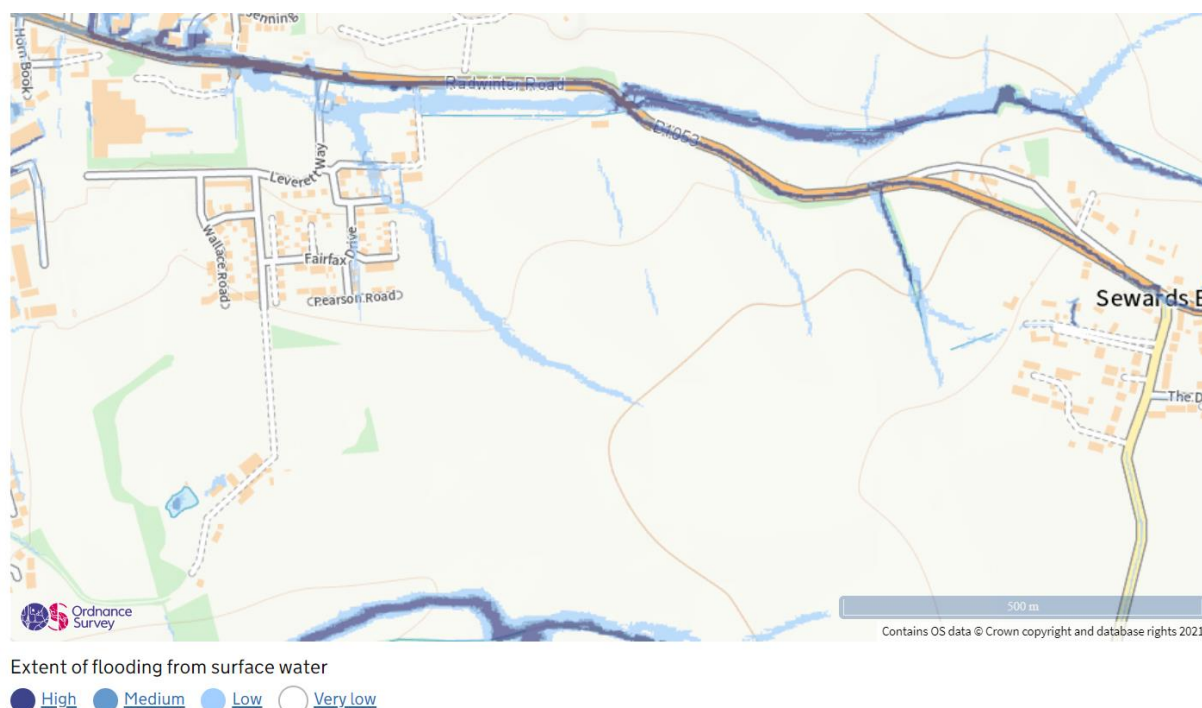 Horn Book
Radwinter Road
B1053
Leverett Way
Wallace Road
Fairfax
Drive
Pearson Road
Sewards E
The D
Ordnance
Survey
500 m
Contains OS data © Crown copyright and database rights 2021
Extent of flooding from surface water
High Medium Low Very low